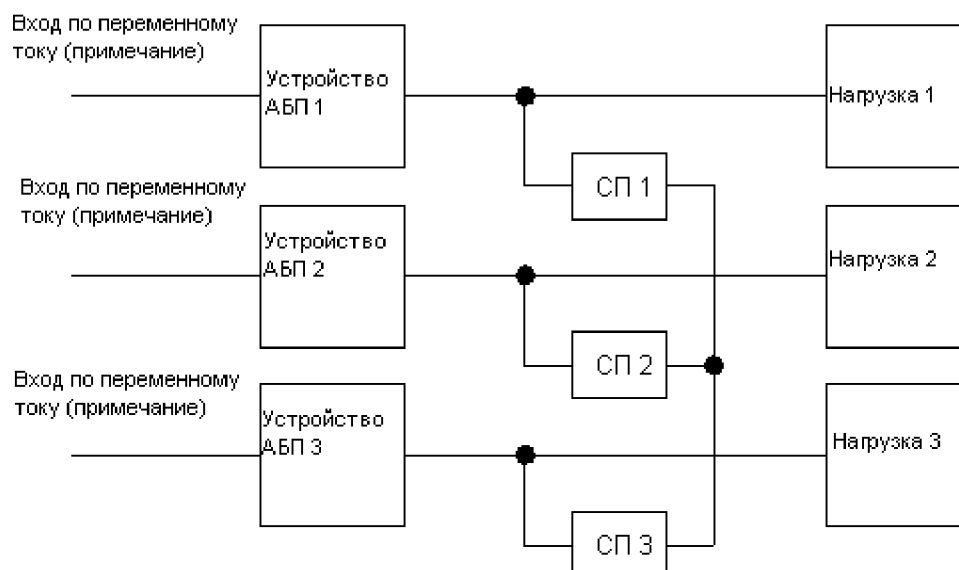 Вход по переменному
току (примечание)
Устройство
АБП 1
Нагрузка 1
СП 1
Вход по переменному
току (примечание)
Устройство
АБП 2
Нагрузка 2
СП 2
Вход по переменному
току (примечание)
Устройство
АБП 3
Нагрузка 3
СП 3